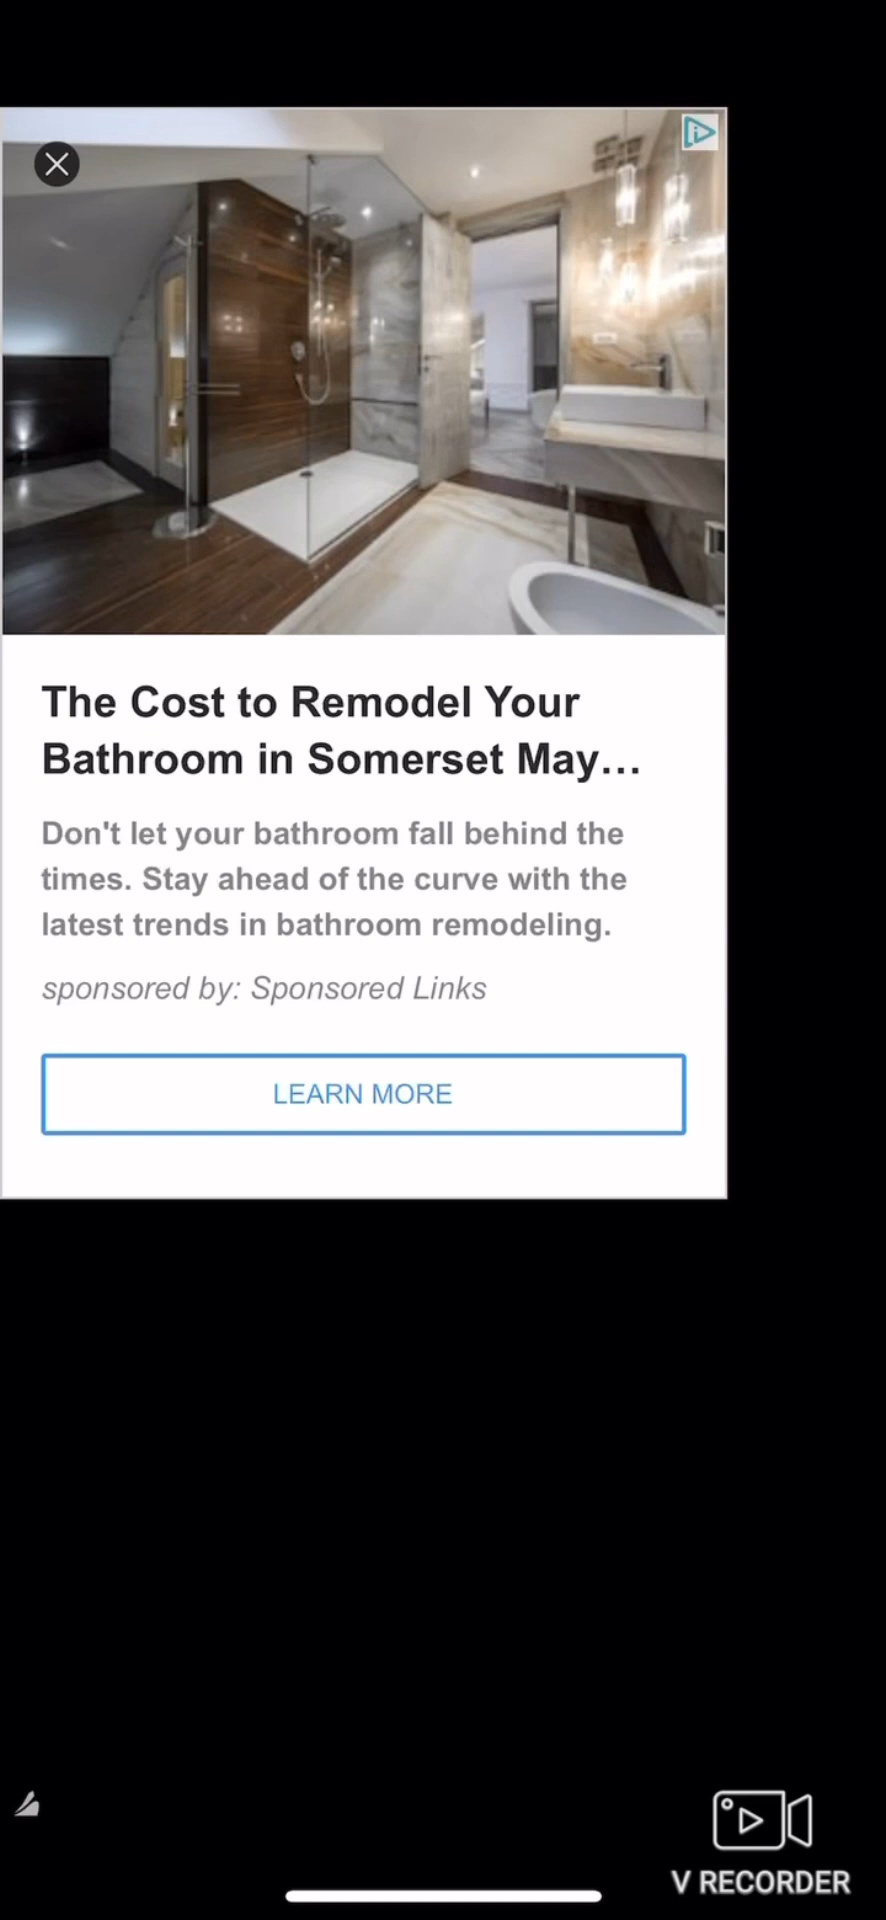 The Cost to Remodel Your
Bathroom in Somerset May...
Don't let your bathroom fall behind the
times. Stay ahead of the curve with the
latest trends in bathroom remodeling.
sponsored by: Sponsored Links
LEARN MORE
V RECORDER